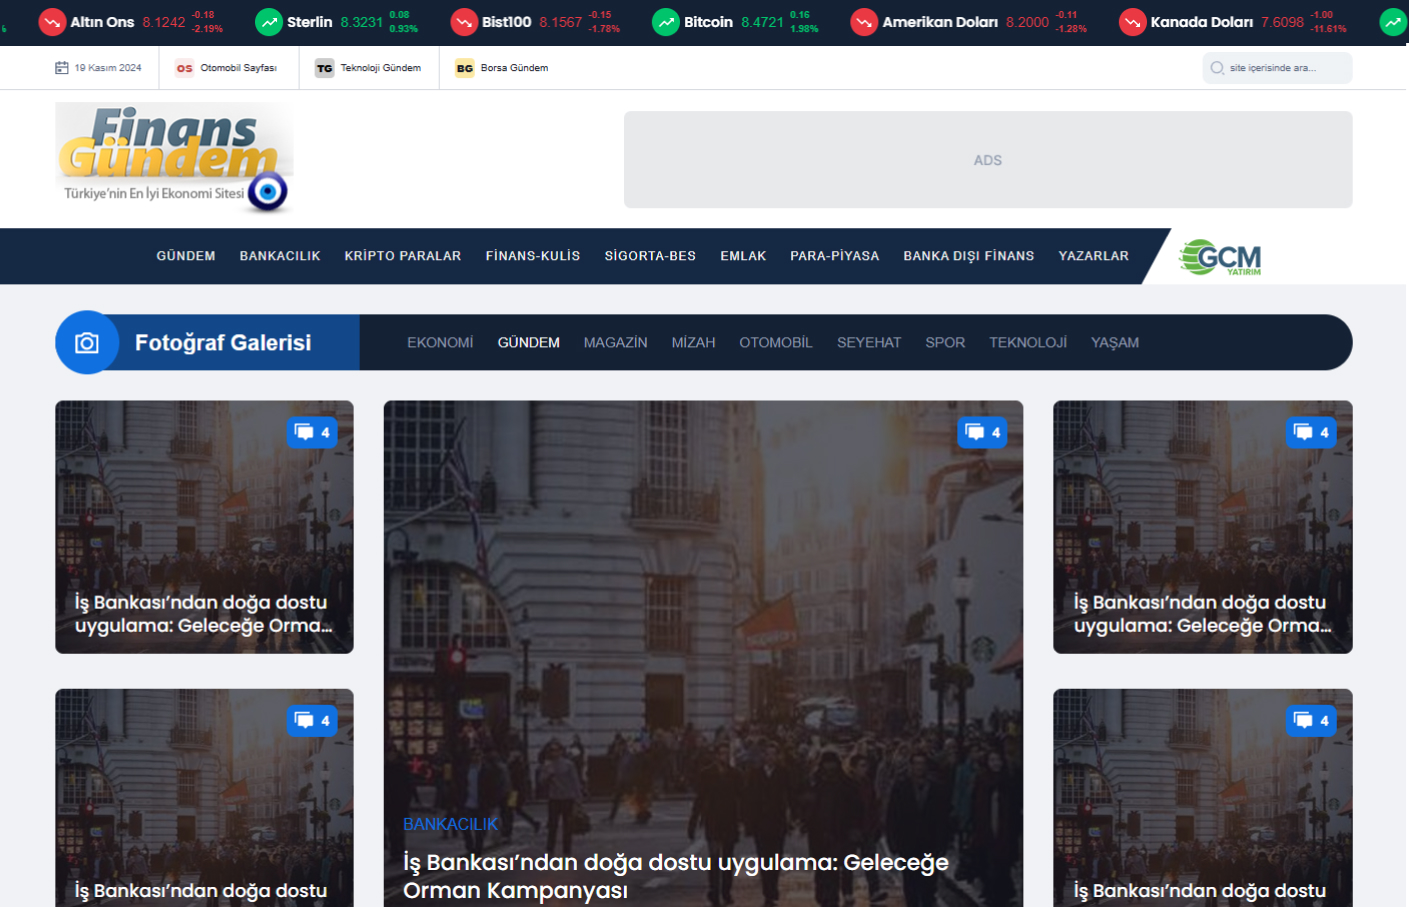 Altın Ons 8.1242 -0.18 -2.19% Sterlin 8.3231 0.08 0.93% Bist100 8.1567 -0.15 -1.78% Bitcoin 8.4721 0.16 1.98% Amerikan Doları 8.2000 -0.11 -1.28% Kanada Doları 7.6098 -1.00 -11.61%
19 Kasım 2024 OS Otomobil Sayfası TG Teknoloji Gündem BG Borsa Gündem site içerisinde ara...
Finans
Gündem
Türkiye'nin En İyi Ekonomi Sitesi
ADS
GÜNDEM BANKACILIK KRİPTO PARALAR FİNANS-KULİS SİGORTA-BES EMLAK PARA-PİYASA BANKA DIŞI FİNANS YAZARLAR
GCM
YATIRIM
Fotoğraf Galerisi EKONOMİ GÜNDEM MAGAZİN MİZAH OTOMOBİL SEYEHAT SPOR TEKNOLOJİ YAŞAM
4
İş Bankası’ndan doğa dostu
uygulama: Geleceğe Orma...
4
İş Bankası’ndan doğa dostu
4
BANKACILIK
İş Bankası’ndan doğa dostu uygulama: Geleceğe
Orman Kampanyası
4
İş Bankası’ndan doğa dostu
uygulama: Geleceğe Orma...
4
İş Bankası’ndan doğa dostu